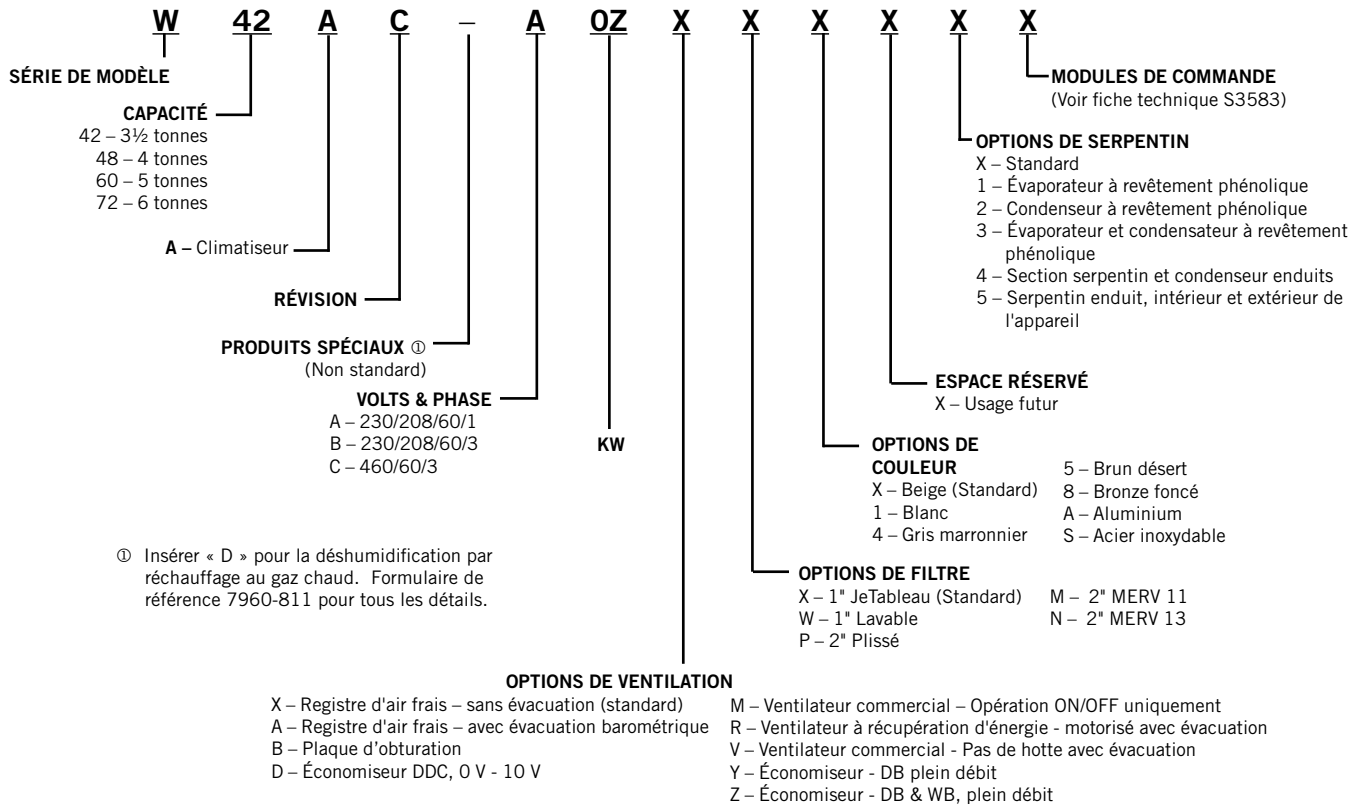 W 42 A C – A 0Z X X X X X X
SÉRIE DE MODÈLE
CAPACITÉ
42 – 3½ tonnes
48 – 4 tonnes
60 – 5 tonnes
72 – 6 tonnes
A – Climatiseur
RÉVISION
PRODUITS SPÉCIAUX ①
(Non standard)
VOLTS & PHASE
A – 230/208/60/1
B – 230/208/60/3
C – 460/60/3
KW
MODULES DE COMMANDE
(Voir fiche technique S3583)
OPTIONS DE SERPENTIN
X – Standard
1 – Évaporateur à revêtement phénolique
2 – Condenseur à revêtement phénolique
3 – Évaporateur et condensateur à revêtement
phénolique
4 – Section serpentin et condenseur enduits
5 – Serpentin enduit, intérieur et extérieur de
l'appareil
ESPACE RÉSERVÉ
X – Usage futur
OPTIONS DE
COULEUR
X – Beige (Standard)
1 – Blanc
4 – Gris marronnier
5 – Brun désert
8 – Bronze foncé
A – Aluminium
S – Acier inoxydable
① Insérer « D » pour la déshumidification par
réchauffage au gaz chaud. Formulaire de
référence 7960-811 pour tous les détails.
OPTIONS DE FILTRE
X – 1" JeTableau (Standard)
W – 1" Lavable
P – 2" Plissé
M – 2" MERV 11
N – 2" MERV 13
OPTIONS DE VENTILATION
X – Registre d'air frais – sans évacuation (standard)
A – Registre d'air frais – avec évacuation barométrique
B – Plaque d’obturation
D – Économiseur DDC, 0 V - 10 V
M – Ventilateur commercial – Opération ON/OFF uniquement
R – Ventilateur à récupération d'énergie - motorisé avec évacuation
V – Ventilateur commercial - Pas de hotte avec évacuation
Y – Économiseur - DB plein débit
Z – Économiseur - DB & WB, plein débit